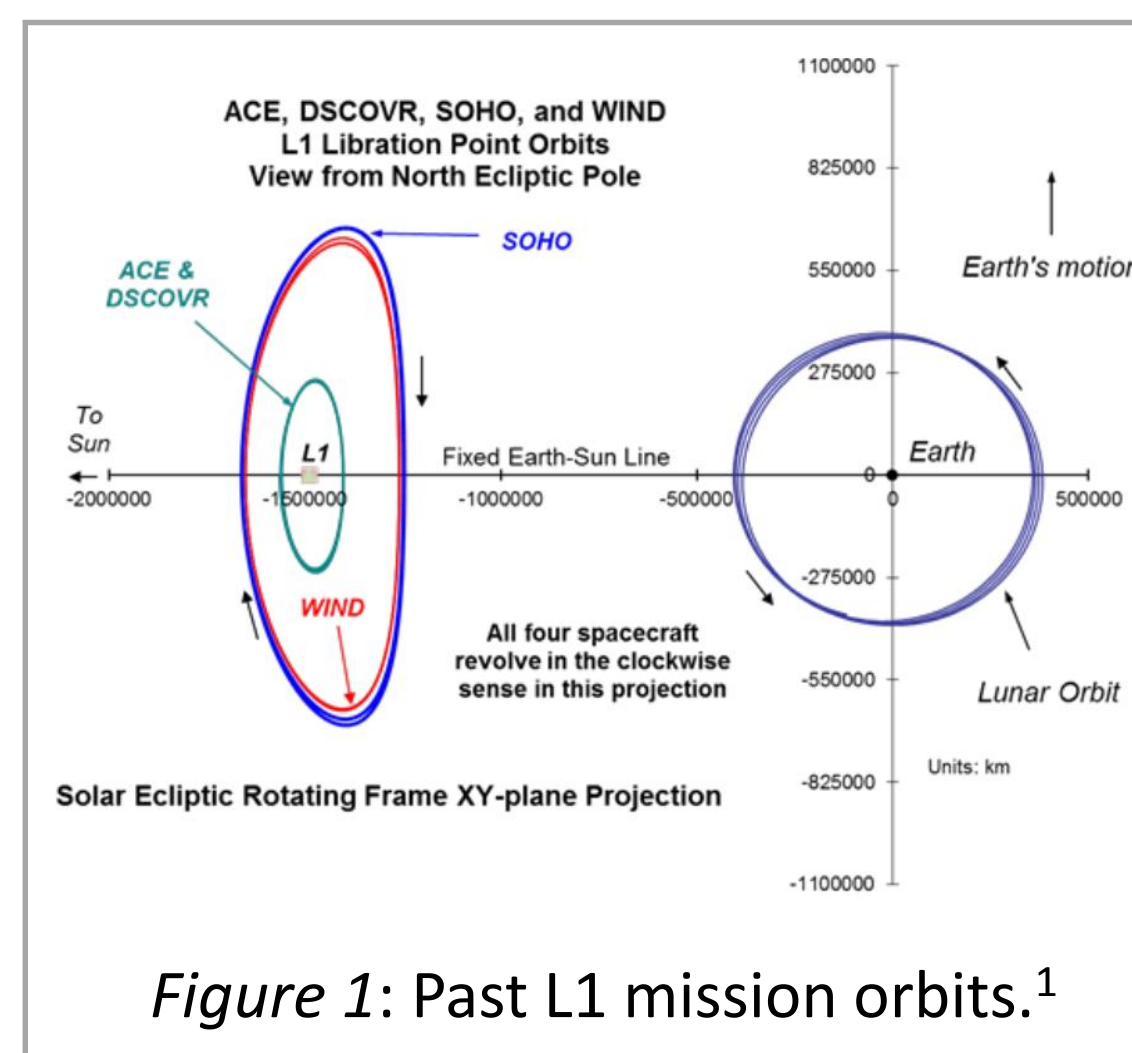 ACE, DSCOVR, SOHO, and WIND
L1 Libration Point Orbits
View from North Ecliptic Pole
SOHO
ACE &
DSCOVR
To
Sun
L1
Fixed Earth-Sun Line
-2000000
-1500000
-1000000
-500000
0
500000
1100000
825000
550000
275000
0
-275000
-550000
-825000
-1100000
Earth's motion
Earth
WIND
All four spacecraft
revolve in the clockwise
sense in this projection
Lunar Orbit
Units: km
Solar Ecliptic Rotating Frame XY-plane Projection
Figure 1: Past L1 mission orbits.¹